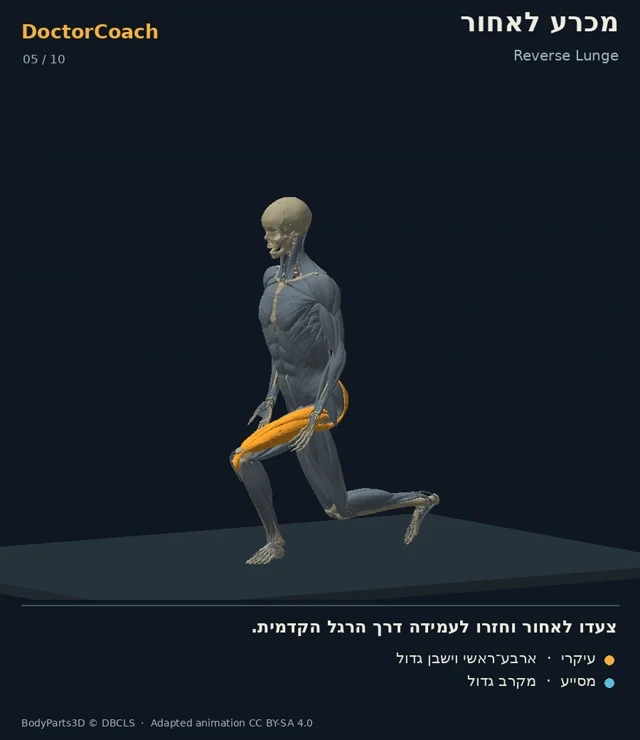 DoctorCoach
מכרע לאחור
05 / 10
Reverse Lunge
צעדו לאחור וחזרו לעמידה דרך הרגל הקדמית.
עיקרי · ארבע־ראשי וישבן גדול
מסייע · מקרב גדול
BodyParts3D © DBCLS · Adapted animation CC BY-SA 4.0